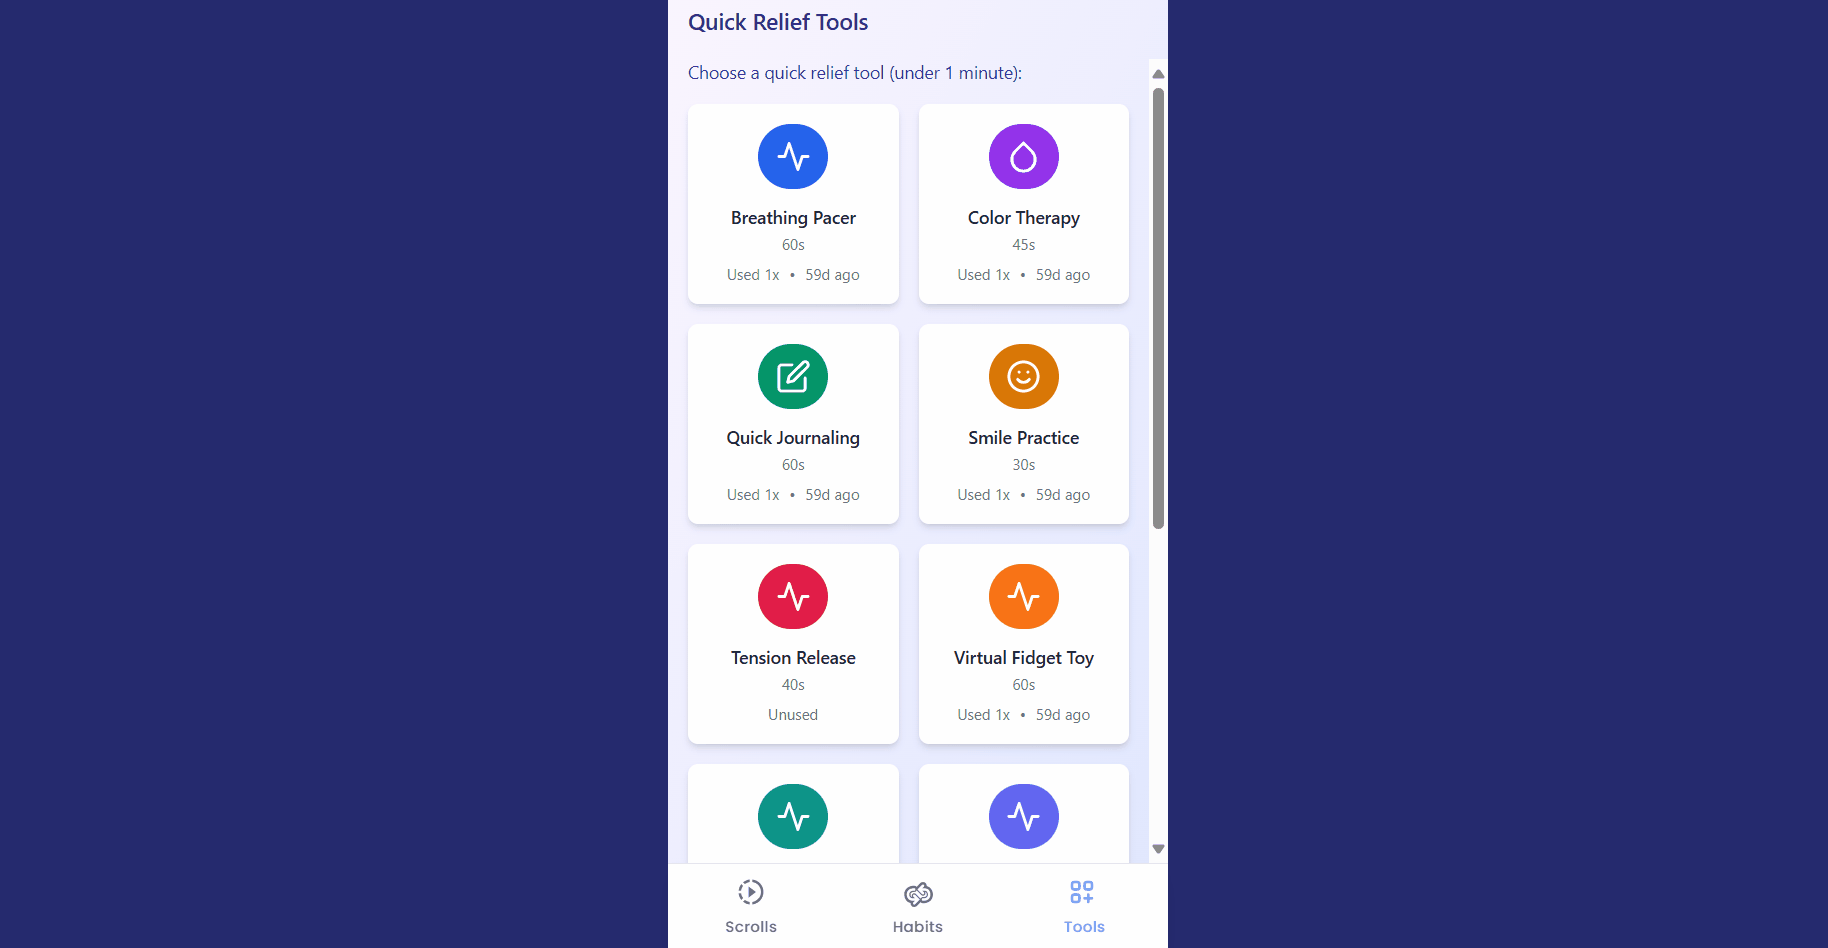 Quick Relief Tools
Choose a quick relief tool (under 1 minute):
Breathing Pacer
60s
Used 1x • 59d ago
Color Therapy
45s
Used 1x • 59d ago
Quick Journaling
60s
Used 1x • 59d ago
Smile Practice
30s
Used 1x • 59d ago
Tension Release
40s
Unused
Virtual Fidget Toy
60s
Used 1x • 59d ago
Scrolls
Habits
Tools